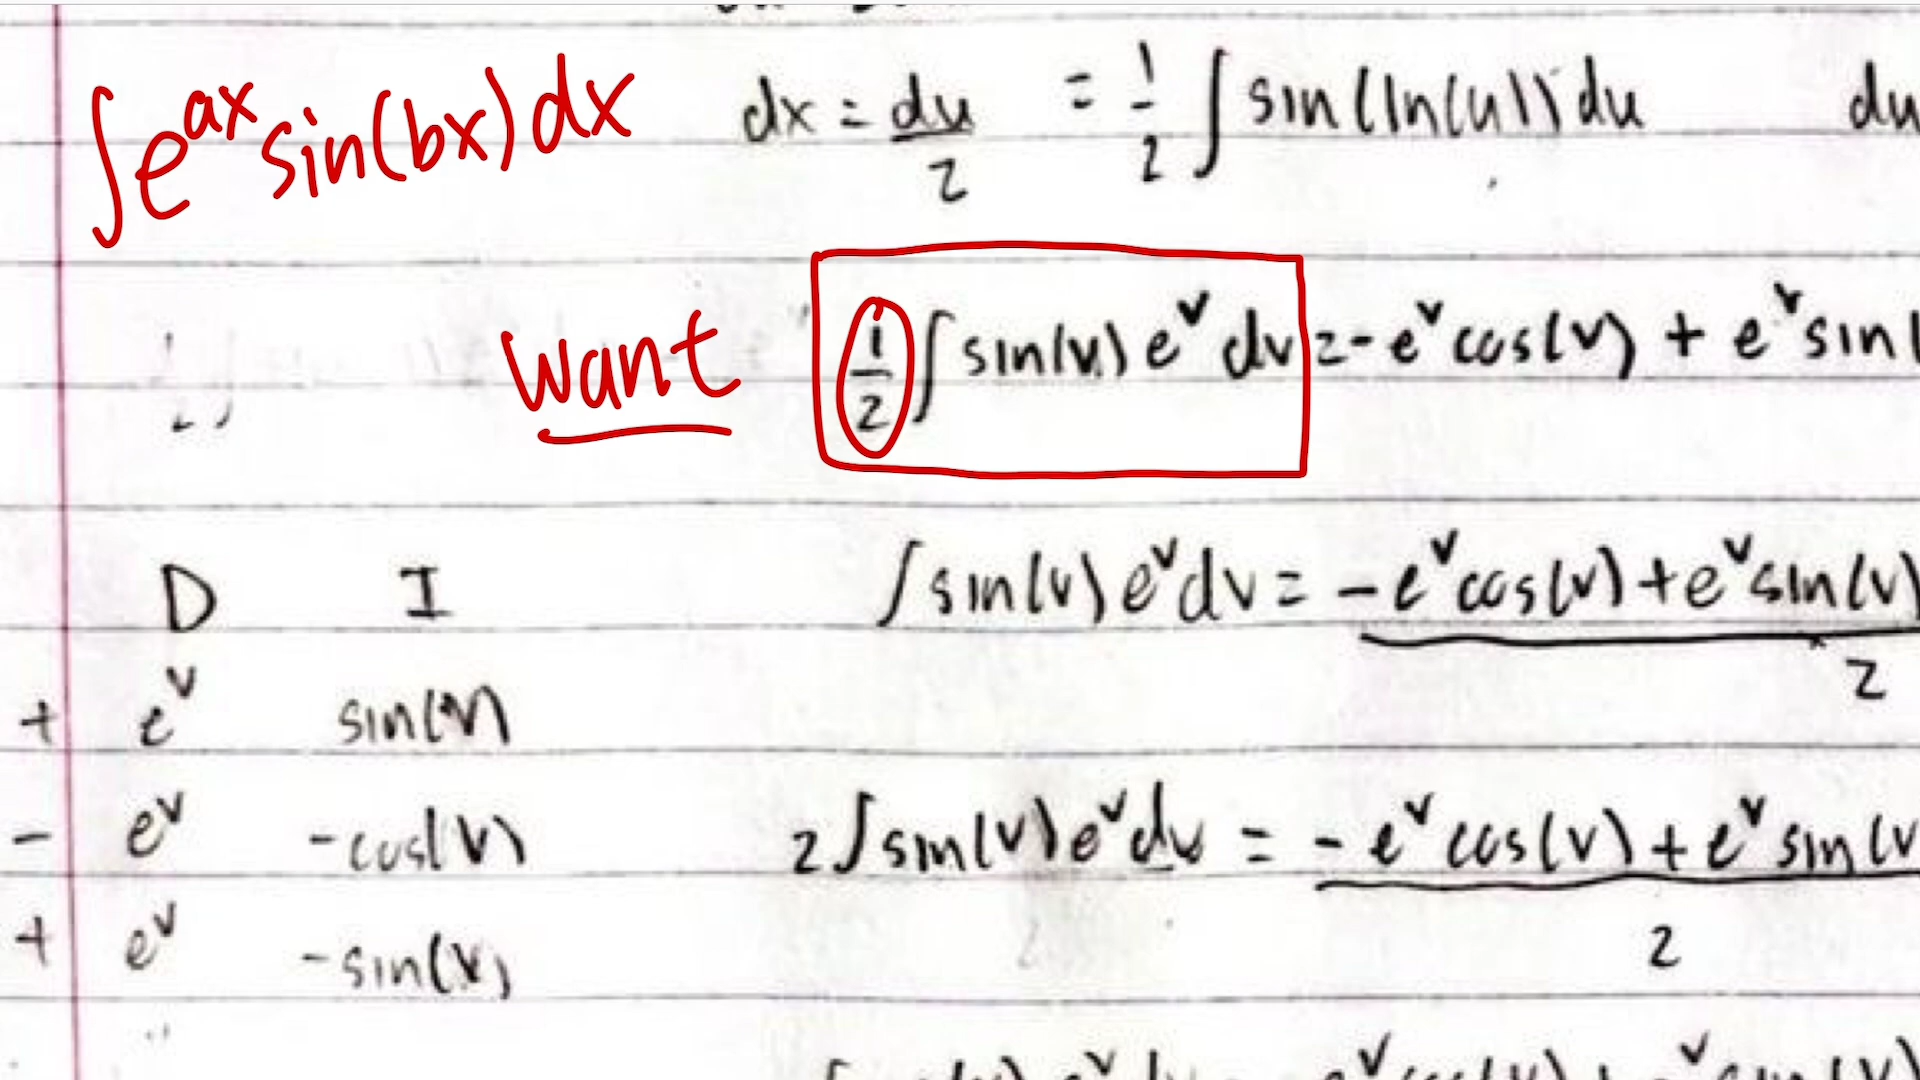 ∫e^{ax} sin(bx) dx
dx = du/2 = 1/2 ∫ sin(ln(u)) du du
Want 1/2 ∫ sin(v) e^v dv = -e^v cos(v) + e^v sin(
D I ∫ sin(v) e^v dv = (-e^v cos(v) + e^v sin(v))/2
+ e^v sin(v)
- e^v -cos(v) 2∫ sin(v) e^v dv = (-e^v cos(v) + e^v sin(v)/2
+ e^v -sin(v)